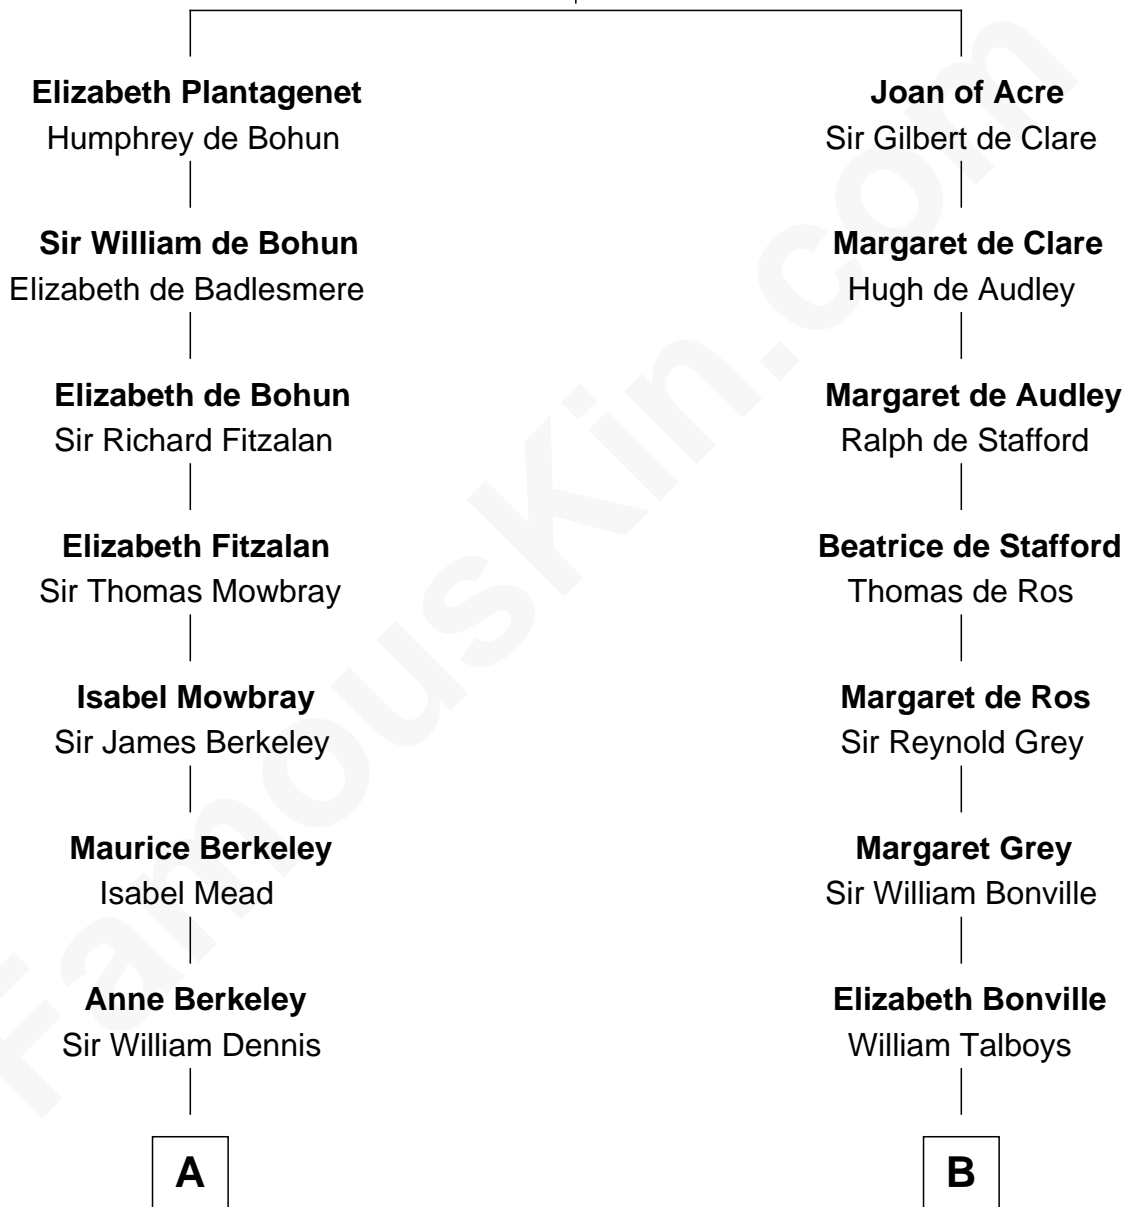 Elizabeth Plantagenet
Humphrey de Bohun
Sir William de Bohun
Elizabeth de Badlesmere
Elizabeth de Bohun
Sir Richard Fitzalan
Elizabeth Fitzalan
Sir Thomas Mowbray
Isabel Mowbray
Sir James Berkeley
Maurice Berkeley
Isabel Mead
Anne Berkeley
Sir William Dennis
A
Joan of Acre
Sir Gilbert de Clare
Margaret de Clare
Hugh de Audley
Margaret de Audley
Ralph de Stafford
Beatrice de Stafford
Thomas de Ros
Margaret de Ros
Sir Reynold Grey
Margaret Grey
Sir William Bonville
Elizabeth Bonville
William Talboys
B
FamousKin.com